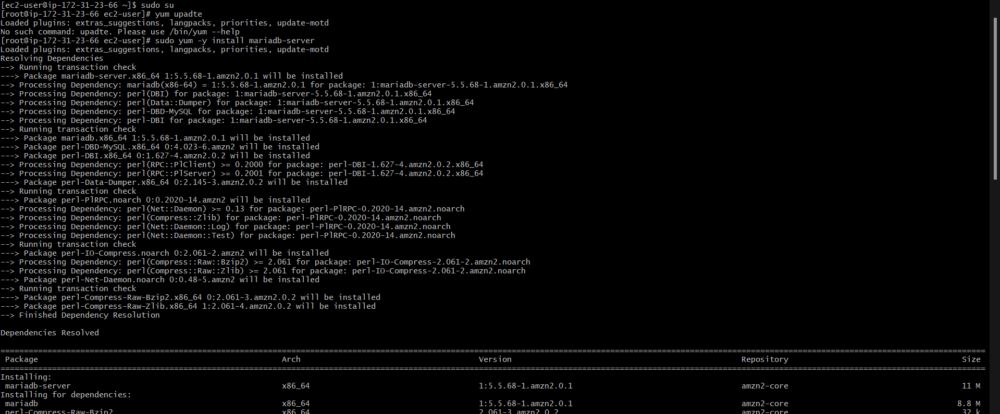 [ec2-user@ip-172-31-23-66 ~]$ sudo su
[root@ip-172-31-23-66 ec2-user]# yum upadte
Loaded plugins: extras_suggestions, langpacks, priorities, update-motd
No such command: upadte. Please use /bin/yum --help
[root@ip-172-31-23-66 ec2-user]# sudo yum -y install mariadb-server
Loaded plugins: extras_suggestions, langpacks, priorities, update-motd
Resolving Dependencies
--> Running transaction check
---> Package mariadb-server.x86_64 1:5.5.68-1.amzn2.0.1 will be installed
--> Processing Dependency: mariadb(x86-64) = 1:5.5.68-1.amzn2.0.1 for package: 1:mariadb-server-5.5.68-1.amzn2.0.1.x86_64
--> Processing Dependency: perl(DBI) for package: 1:mariadb-server-5.5.68-1.amzn2.0.1.x86_64
--> Processing Dependency: perl(Data::Dumper) for package: 1:mariadb-server-5.5.68-1.amzn2.0.1.x86_64
--> Processing Dependency: perl-DBD-MySQL for package: 1:mariadb-server-5.5.68-1.amzn2.0.1.x86_64
--> Processing Dependency: perl-DBI for package: 1:mariadb-server-5.5.68-1.amzn2.0.1.x86_64
--> Running transaction check
---> Package mariadb.x86_64 1:5.5.68-1.amzn2.0.1 will be installed
---> Package perl-DBD-MySQL.x86_64 0:4.023-6.amzn2 will be installed
---> Package perl-DBI.x86_64 0:1.627-4.amzn2.0.2 will be installed
--> Processing Dependency: perl(RPC::PlClient) >= 0.2000 for package: perl-DBI-1.627-4.amzn2.0.2.x86_64
--> Processing Dependency: perl(RPC::PlServer) >= 0.2001 for package: perl-DBI-1.627-4.amzn2.0.2.x86_64
---> Package perl-Data-Dumper.x86_64 0:2.145-3.amzn2.0.2 will be installed
--> Running transaction check
---> Package perl-PlRPC.noarch 0:0.2020-14.amzn2 will be installed
--> Processing Dependency: perl(Net::Daemon) >= 0.13 for package: perl-PlRPC-0.2020-14.amzn2.noarch
--> Processing Dependency: perl(Compress::Zlib) for package: perl-PlRPC-0.2020-14.amzn2.noarch
--> Processing Dependency: perl(Net::Daemon::Log) for package: perl-PlRPC-0.2020-14.amzn2.noarch
--> Processing Dependency: perl(Net::Daemon::Test) for package: perl-PlRPC-0.2020-14.amzn2.noarch
--> Running transaction check
---> Package perl-IO-Compress.noarch 0:2.061-2.amzn2 will be installed
--> Processing Dependency: perl(Compress::Raw::Bzip2) >= 2.061 for package: perl-IO-Compress-2.061-2.amzn2.noarch
--> Processing Dependency: perl(Compress::Raw::Zlib) >= 2.061 for package: perl-IO-Compress-2.061-2.amzn2.noarch
---> Package perl-Net-Daemon.noarch 0:0.48-5.amzn2 will be installed
--> Running transaction check
---> Package perl-Compress-Raw-Bzip2.x86_64 0:2.061-3.amzn2.0.2 will be installed
---> Package perl-Compress-Raw-Zlib.x86_64 1:2.061-4.amzn2.0.2 will be installed
--> Finished Dependency Resolution
Dependencies Resolved
Package Arch Version Repository Size
Installing:
mariadb-server x86_64 1:5.5.68-1.amzn2.0.1 amzn2-core 11 M
Installing for dependencies:
mariadb x86_64 1:5.5.68-1.amzn2.0.1 amzn2-core 8.8 M
perl-Compress-Raw-Bzip2 x86_64 2.061-3.amzn2.0.2 amzn2-core 32 k